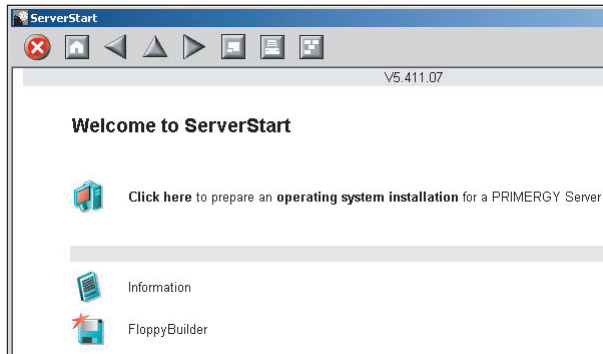 ServerStart
V5.411.07
Welcome to ServerStart
Click here to prepare an operating system installation for a PRIMERGY Server
Information
FloppyBuilder